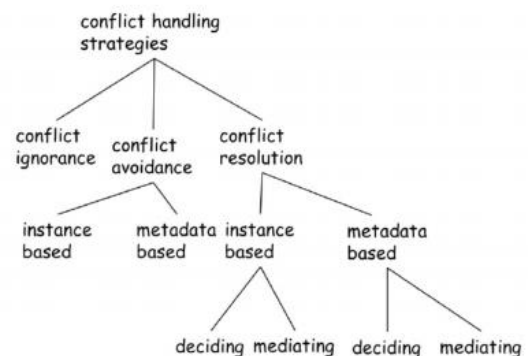 conflict handling
strategies
conflict
ignorance
conflict
avoidance
conflict
resolution
instance
based
metadata
based
instance
based
metadata
based
deciding
mediating
deciding
mediating